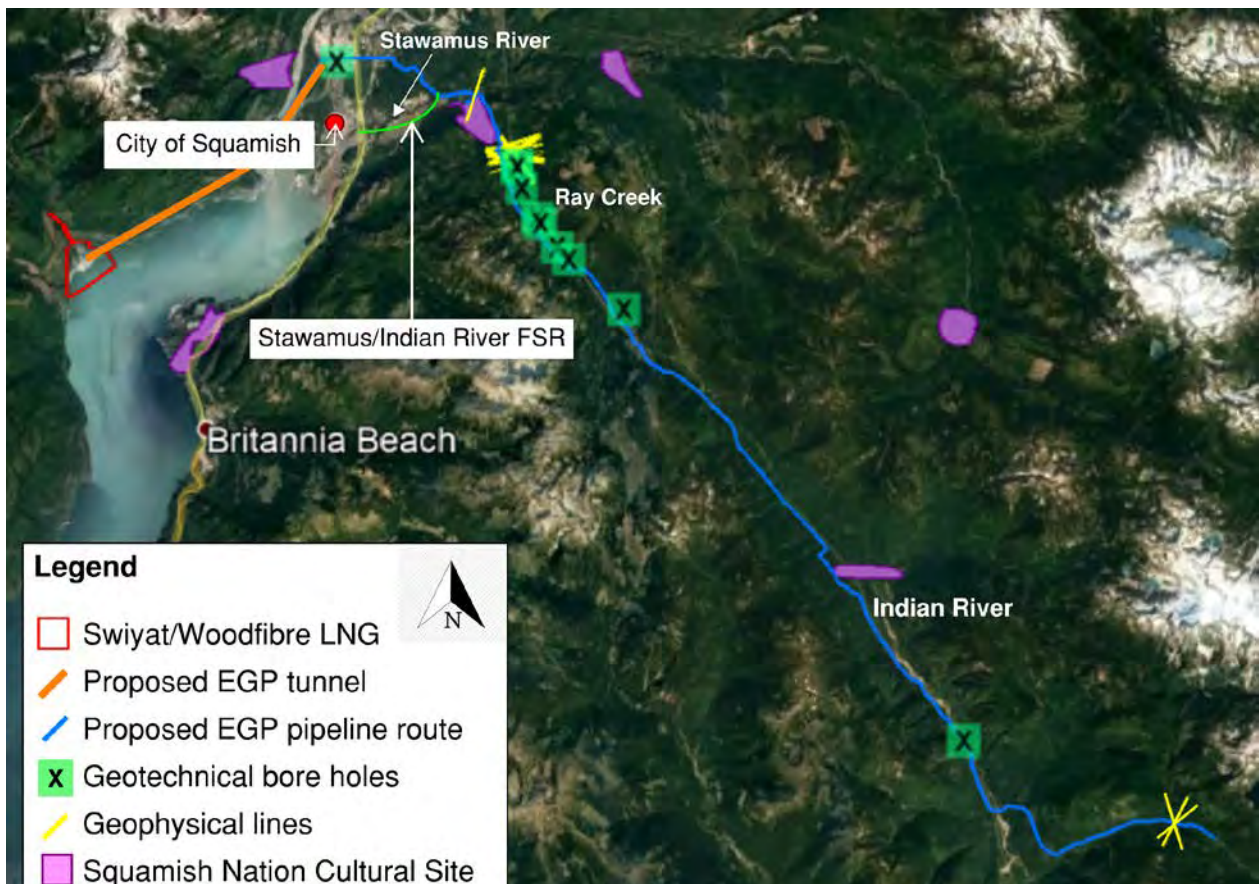 Stawamus River
X
City of Squamish
X
X
Ray Creek
X
X
X
X
Stawamus/Indian River FSR
Britannia Beach
Indian River
X
Legend
N
Swiyat/Woodfibre LNG
Proposed EGP tunnel
Proposed EGP pipeline route
X Geotechnical bore holes
Geophysical lines
Squamish Nation Cultural Site